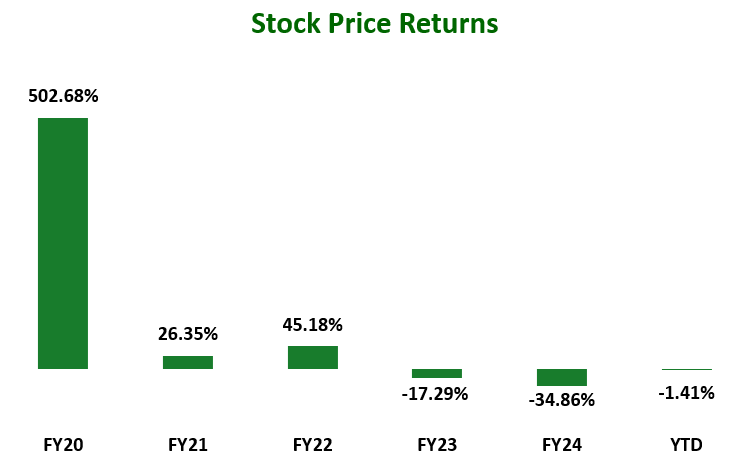 Stock Price Returns
502.68%
26.35%
45.18%
-17.29%
-34.86%
-1.41%
FY20
FY21
FY22
FY23
FY24
YTD